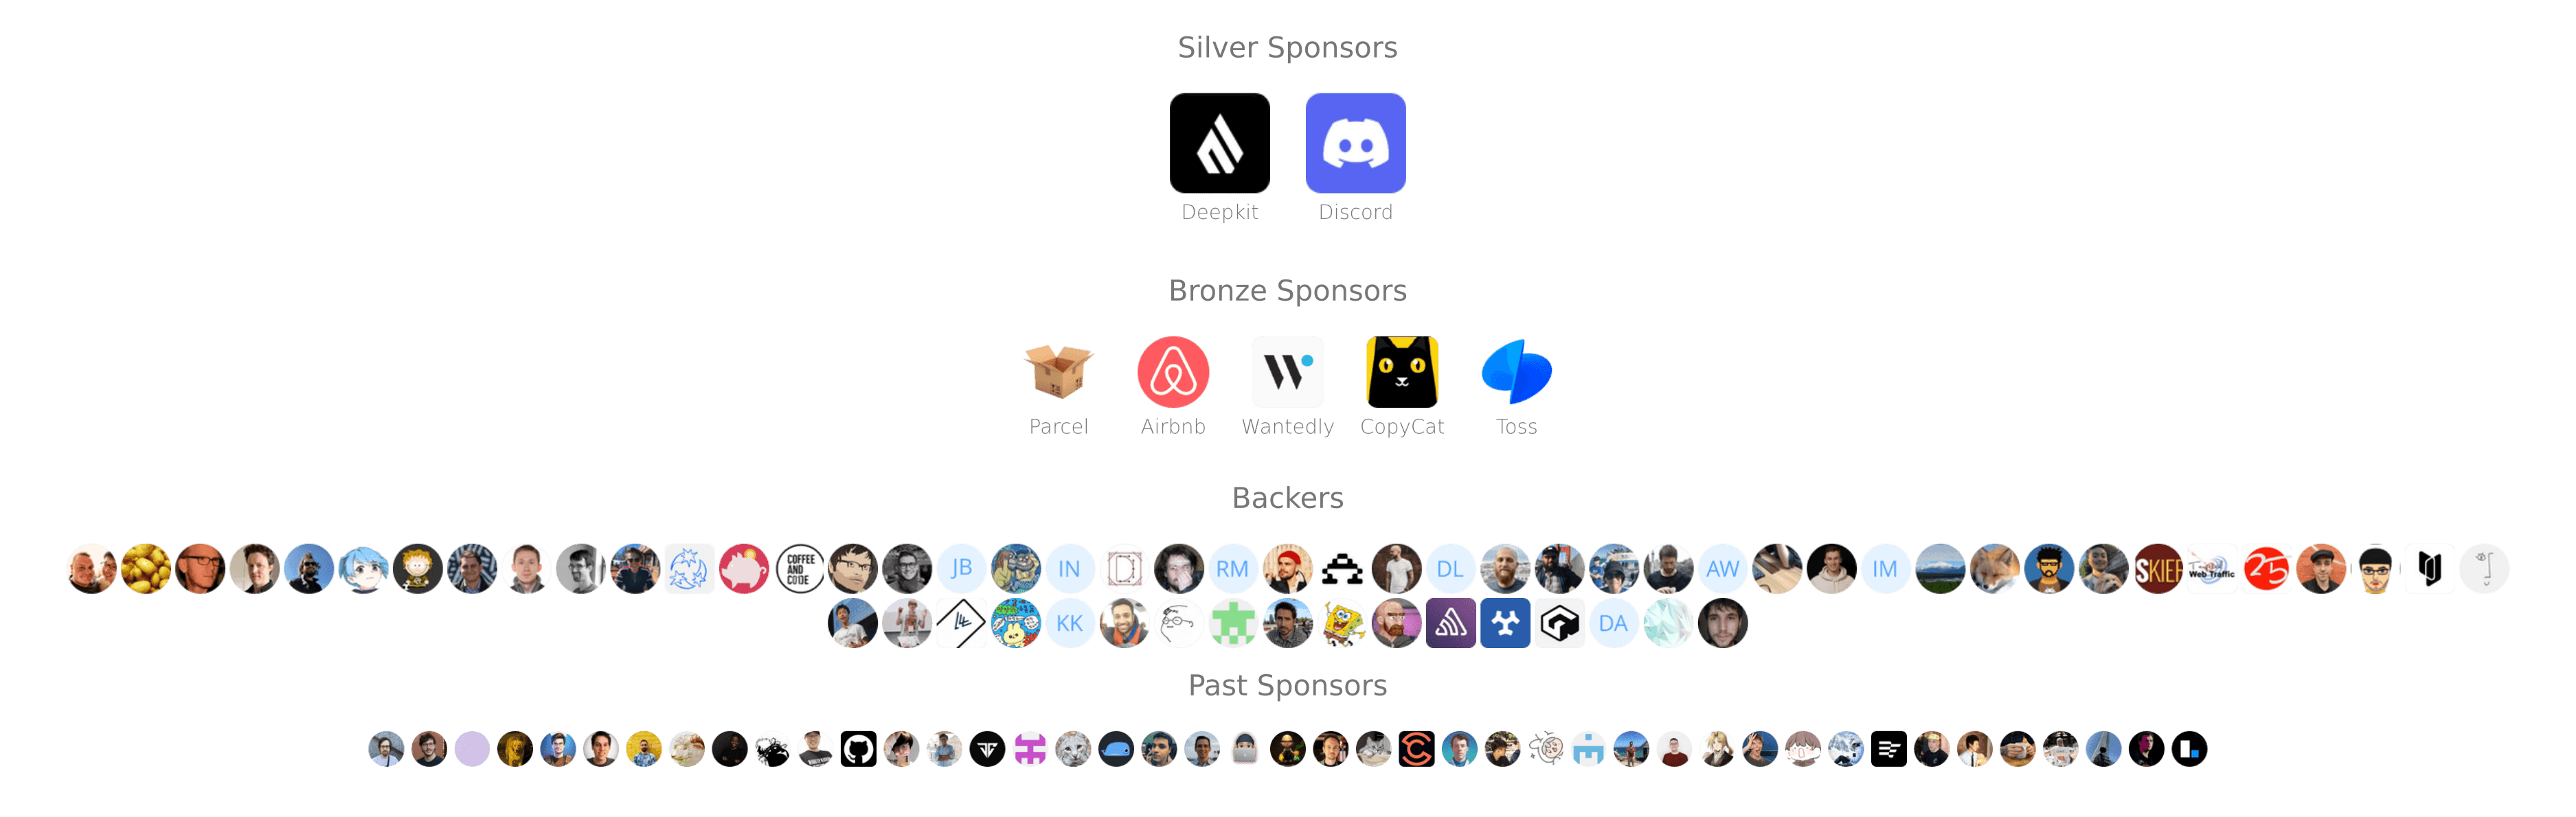 Silver Sponsors
Deepkit Discord
Bronze Sponsors
Parcel Airbnb Wantedly CopyCat Toss
Backers
COFFEE AND CODE JB IN RM DL AW IM SKIEF Web Traffic 25
KK DA
Past Sponsors